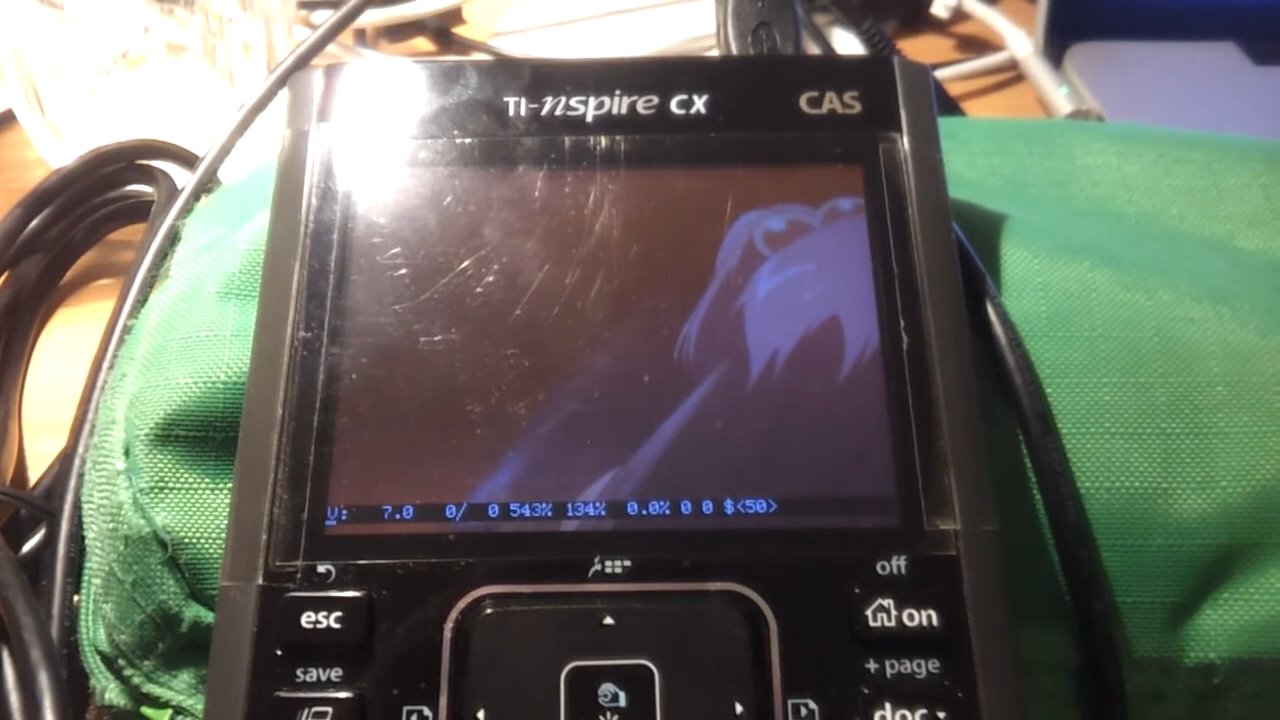 TI-nspire CX CAS
V: 7.0 0/ 0 543% 134% 0.0% 0 0 $<50>
off
esc
on
save
+ page
doc